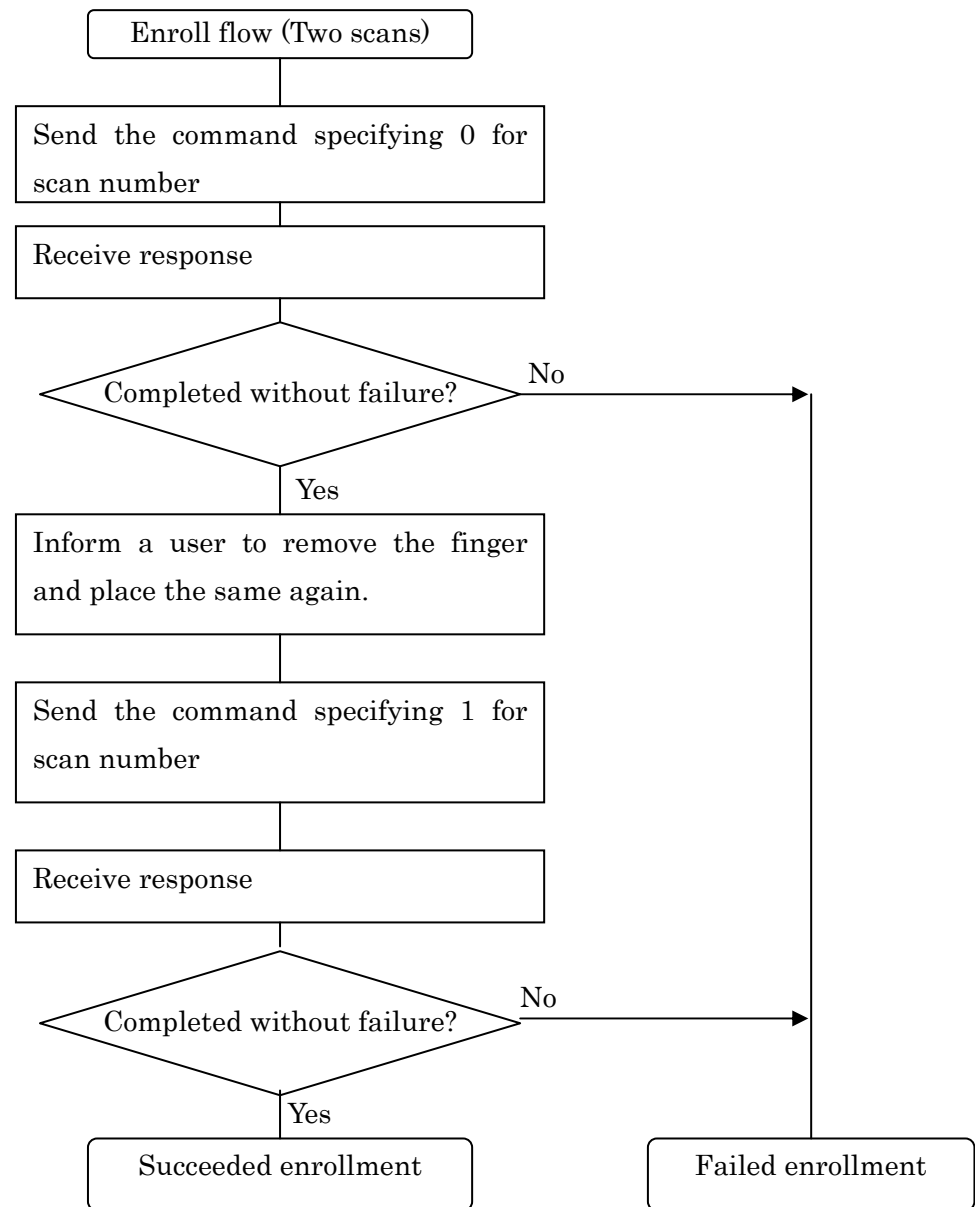 Enroll flow (Two scans)
Send the command specifying 0 for
scan number
Receive response
Completed without failure?
No
Yes
Inform a user to remove the finger
and place the same again.
Send the command specifying 1 for
scan number
Receive response
Completed without failure?
No
Yes
Succeeded enrollment
Failed enrollment